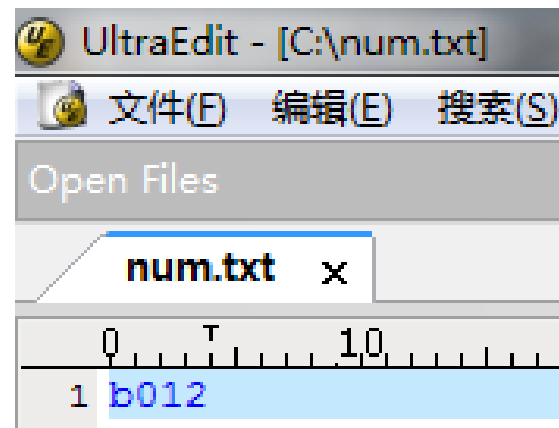 UltraEdit - [C:\num.txt]
文件(F) 编辑(E) 搜索(S)
Open Files
num.txt x
0 10
1 b012